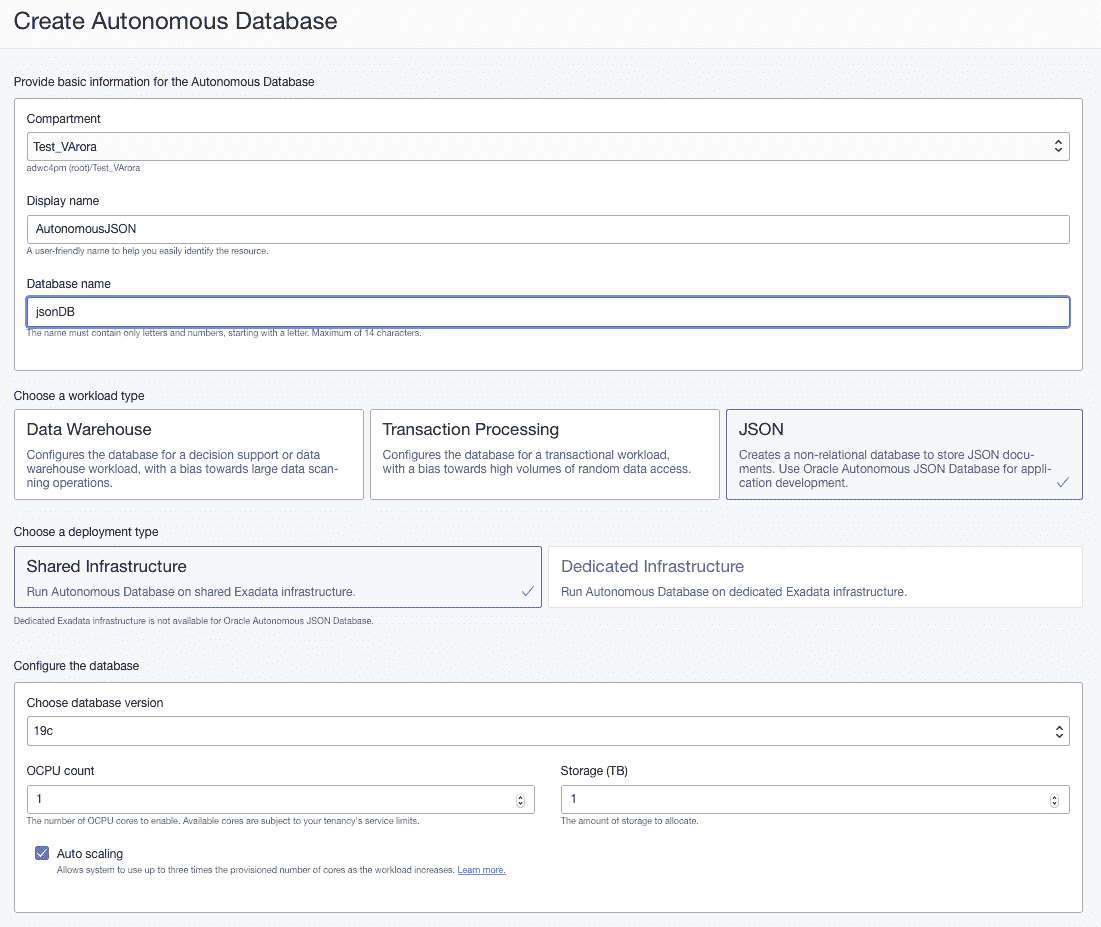 Create Autonomous Database
Provide basic information for the Autonomous Database
Compartment
Test_VArora
adwc4pm (root)/Test_VArora
Display name
AutonomousJSON
A user-friendly name to help you easily identify the resource.
Database name
jsonDB
The name must contain only letters and numbers, starting with a letter. Maximum of 14 characters.
Choose a workload type
Data Warehouse
Configures the database for a decision support or data
warehouse workload, with a bias towards large data scan-
ning operations.
Transaction Processing
Configures the database for a transactional workload,
with a bias towards high volumes of random data access.
JSON
Creates a non-relational database to store JSON docu-
ments. Use Oracle Autonomous JSON Database for appli-
cation development.
Choose a deployment type
Shared Infrastructure
Run Autonomous Database on shared Exadata infrastructure.
Dedicated Infrastructure
Run Autonomous Database on dedicated Exadata infrastructure.
Dedicated Exadata infrastructure is not available for Oracle Autonomous JSON Database.
Configure the database
Choose database version
19c
OCPU count
1
The number of OCPU cores to enable. Available cores are subject to your tenancy's service limits.
Storage (TB)
1
The amount of storage to allocate.
Auto scaling
Allows system to use up to three times the provisioned number of cores as the workload increases. Learn more.